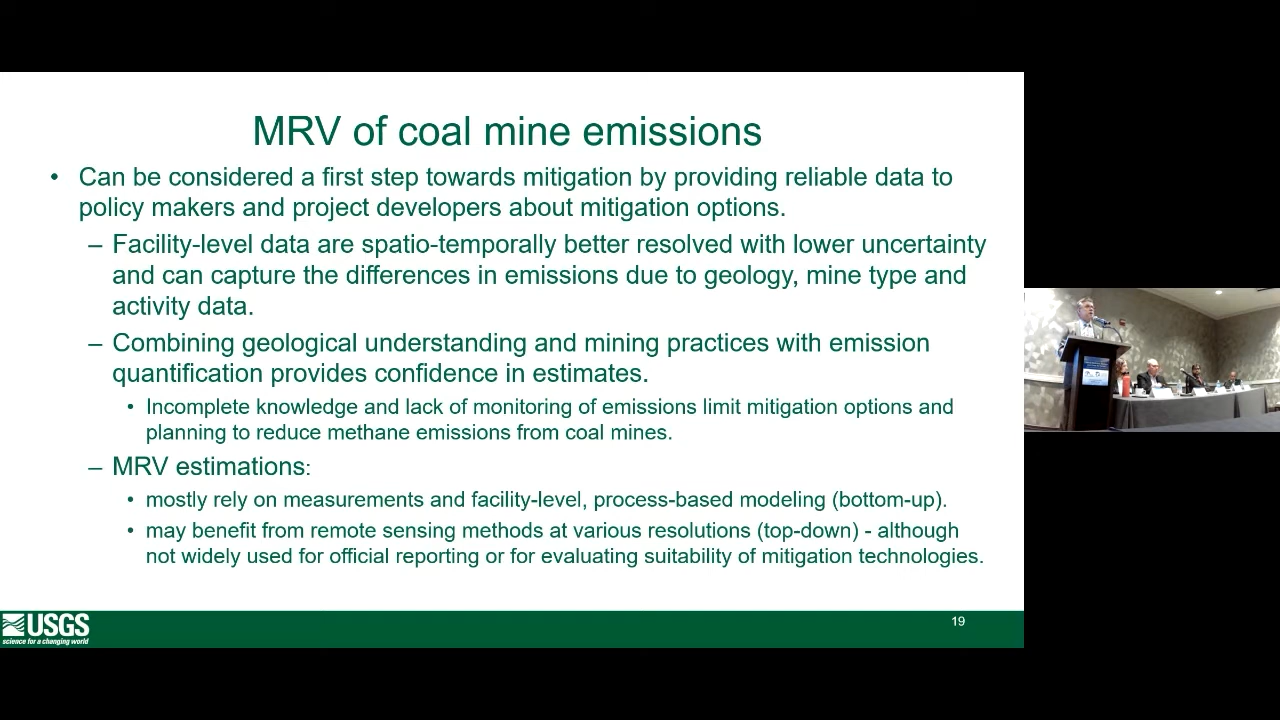 MRV of coal mine emissions
• Can be considered a first step towards mitigation by providing reliable data to
policy makers and project developers about mitigation options.
– Facility-level data are spatio-temporally better resolved with lower uncertainty
and can capture the differences in emissions due to geology, mine type and
activity data.
– Combining geological understanding and mining practices with emission
quantification provides confidence in estimates.
• Incomplete knowledge and lack of monitoring of emissions limit mitigation options and
planning to reduce methane emissions from coal mines.
– MRV estimations:
• mostly rely on measurements and facility-level, process-based modeling (bottom-up).
• may benefit from remote sensing methods at various resolutions (top-down) - although
not widely used for official reporting or for evaluating suitability of mitigation technologies.
USGS
science for a changing world
19